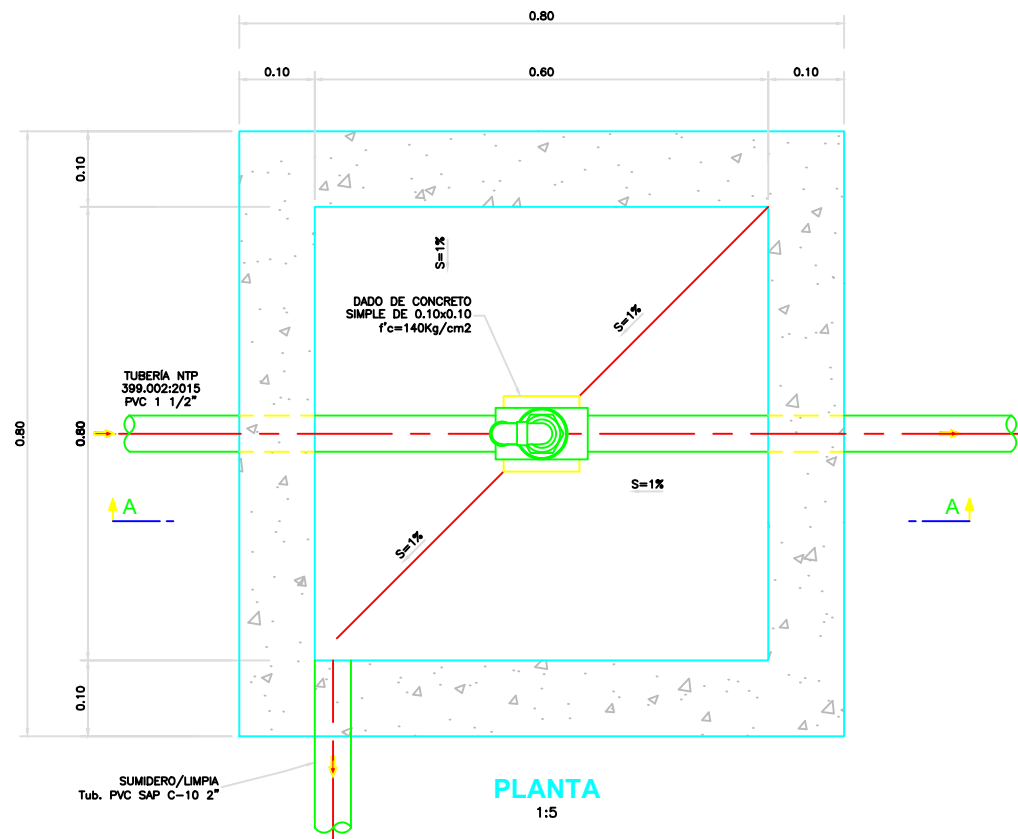 0.80
0.10
0.60
0.10
0.10
S=1%
DADO DE CONCRETO
SIMPLE DE 0.10x0.10
f'c=140Kg/cm2
S=1%
TUBERÍA NTP
399.002:2015
PVC 1 1/2"
0.80
0.80
S=1%
A
A
S=1%
0.10
SUMIDERO/LIMPIA
Tub. PVC SAP C-10 2"
PLANTA
1:5